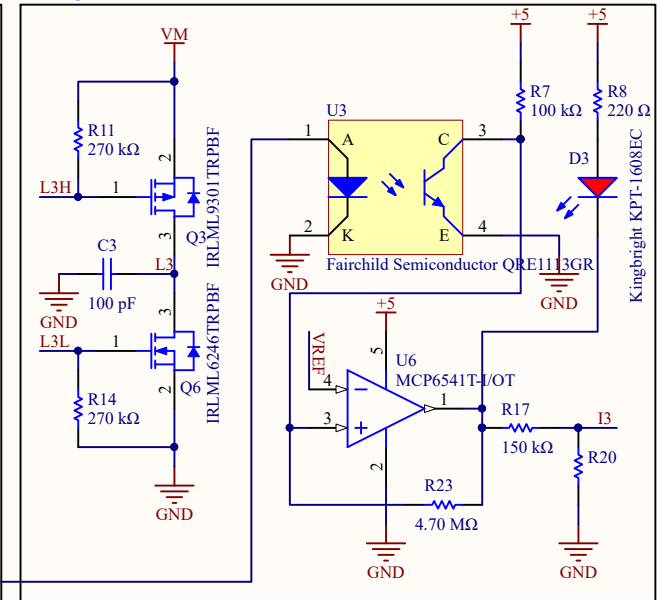 VM
+5
+5
R11
270 kΩ
2
L3H
1
3
Q3
IRLML9301TRPBF
C3
100 pF
L3
GND
3
L3L
1
Q6
2
IRLML6246TRPBF
R14
270 kΩ
GND
U3
1
A
C
3
2
K
E
4
GND
Fairchild Semiconductor QRE1113GR
GND
R7
100 kΩ
R8
220 Ω
D3
Kingbright KPT-1608EC
+5
5
U6
MCP6541T-I/OT
VREF
4
3
1
2
R17
150 kΩ
I3
R20
R23
4.70 MΩ
GND
GND